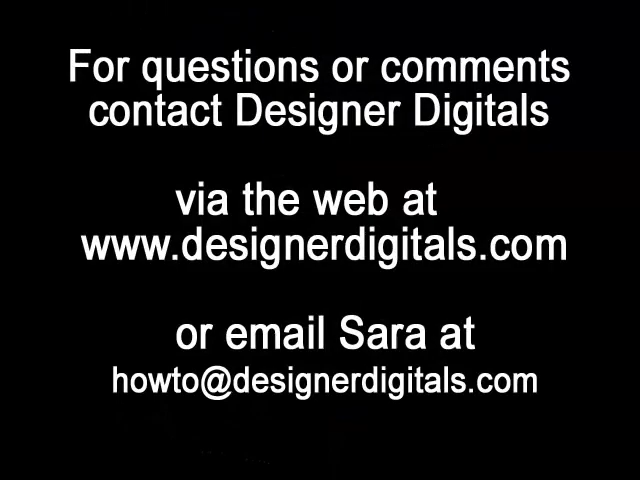 For questions or comments
contact Designer Digitals
via the web at
www.designerdigitals.com
or email Sara at
howto@designerdigitals.com